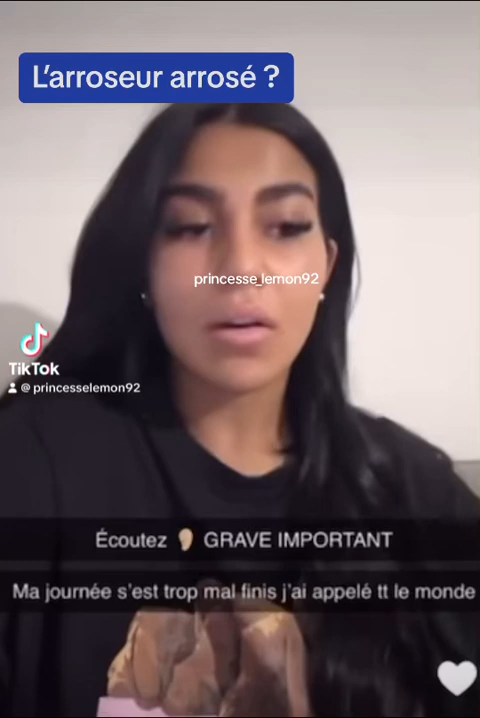 L'arroseur arrosé ?
princesse_lemon92
TikTok
@ princesselemon92
Écoutez 👂 GRAVE IMPORTANT
Ma journée s'est trop mal finis j'ai appelé tt le monde